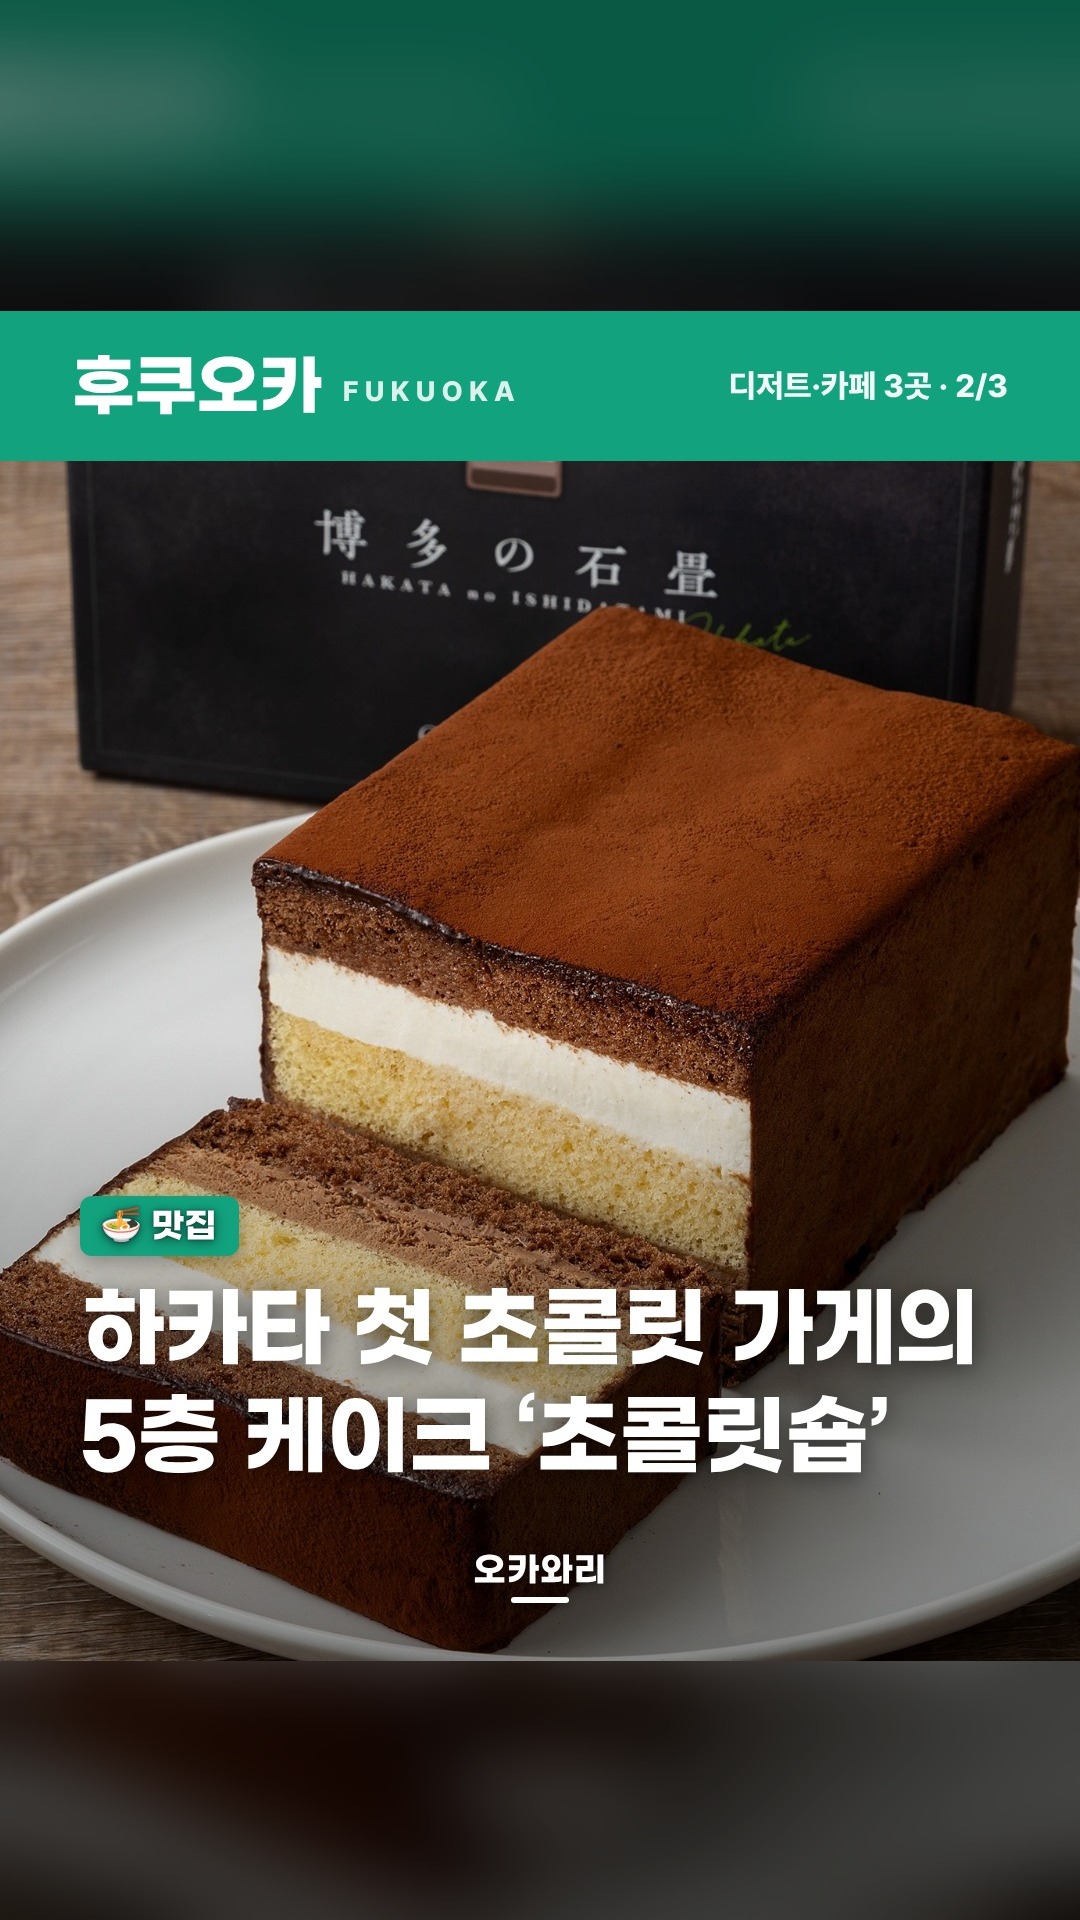 후쿠오카 FUKUOKA
디저트·카페 3곳 · 2/3
博多の石畳
HAKATA no ISHIDATAMI
맛집
하카타 첫 초콜릿 가게의
5층 케이크 ‘초콜릿숍’
오카와리